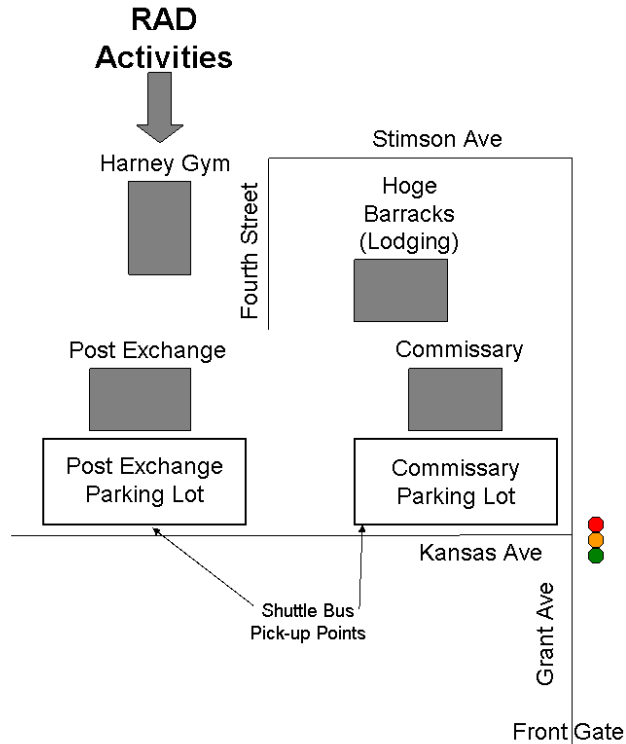 RAD
Activities
Stimson Ave
Harney Gym
Hoge
Barracks
(Lodging)
Fourth Street
Post Exchange
Commissary
Post Exchange
Parking Lot
Commissary
Parking Lot
Kansas Ave
Shuttle Bus
Pick-up Points
Grant Ave
Front Gate